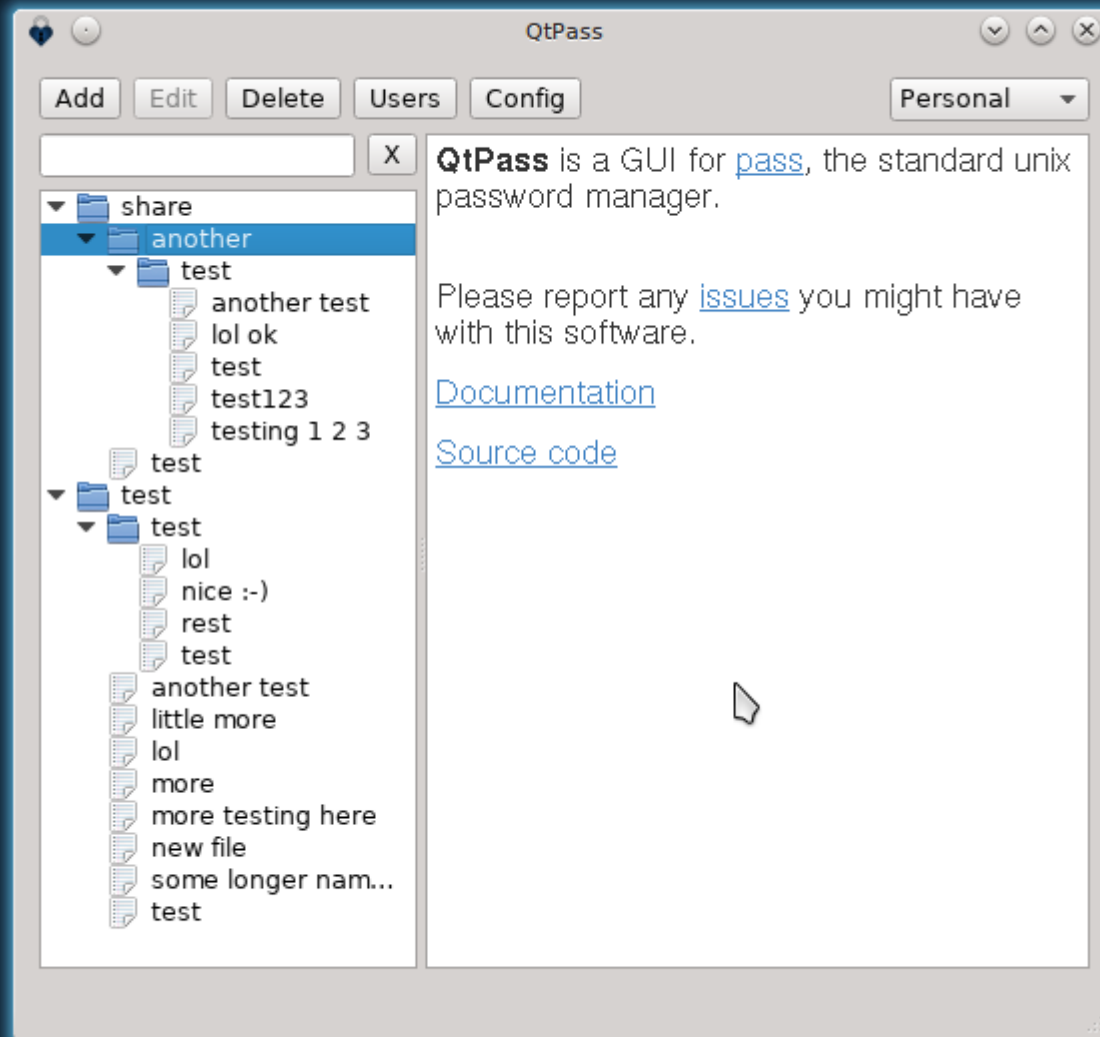 QtPass
Add Edit Delete Users Config Personal
X
share
another
test
another test
lol ok
test
test123
testing 1 2 3
test
test
test
lol
nice :-)
rest
test
another test
little more
lol
more
more testing here
new file
some longer nam...
test
QtPass is a GUI for pass, the standard unix
password manager.
Please report any issues you might have
with this software.
Documentation
Source code